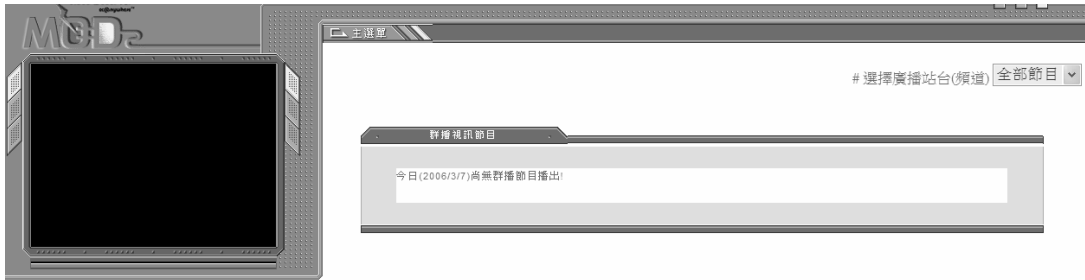 MOD2
主選單
#選擇廣播站台(頻道) 全部節目
群播視訊節目
今日(2006/3/7)尚無群播節目播出!